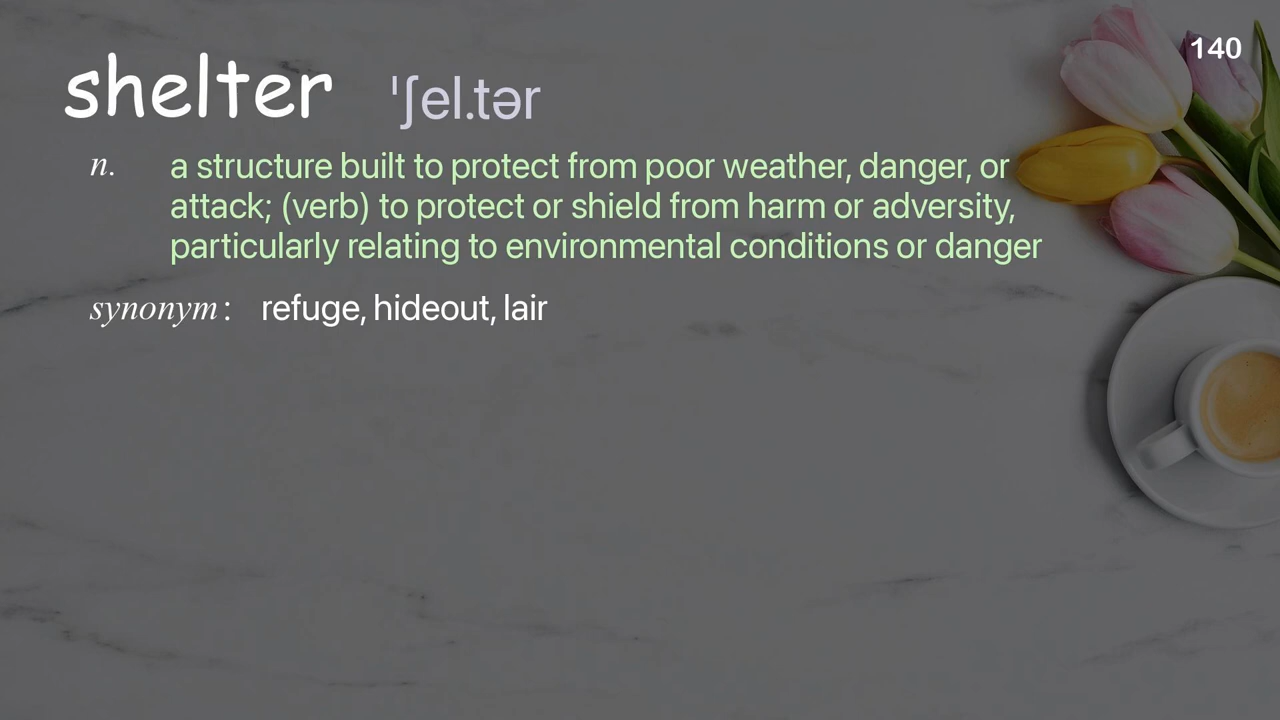 140
shelter ˈʃel.tər
n. a structure built to protect from poor weather, danger, or
attack; (verb) to protect or shield from harm or adversity,
particularly relating to environmental conditions or danger
synonym: refuge, hideout, lair